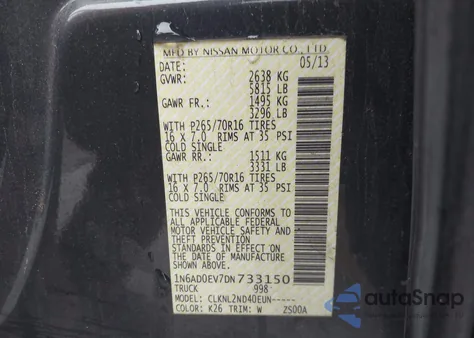 MFD BY NISSAN MOTOR CO., LTD.
DATE: 05/13
GVWR: 2638 KG
5815 LB
GAWR FR.: 1495 KG
3296 LB
WITH P265/70R16 TIRES
16 x 7.0 RIMS AT 35 PSI
COLD SINGLE
GAWR RR.: 1511 KG
3331 LB
WITH P265/70R16 TIRES
16 x 7.0 RIMS AT 35 PSI
COLD SINGLE
THIS VEHICLE CONFORMS TO
ALL APPLICABLE FEDERAL
MOTOR VEHICLE SAFETY AND
THEFT PREVENTION
STANDARDS IN EFFECT ON
THE DATE OF MANUFACTURE
SHOWN ABOVE.
1N6AD0EV7DN733150
TRUCK 998
MODEL: CLKNL2ND40EUN-----
COLOR: K26 TRIM: W ZS00A
autoSnap